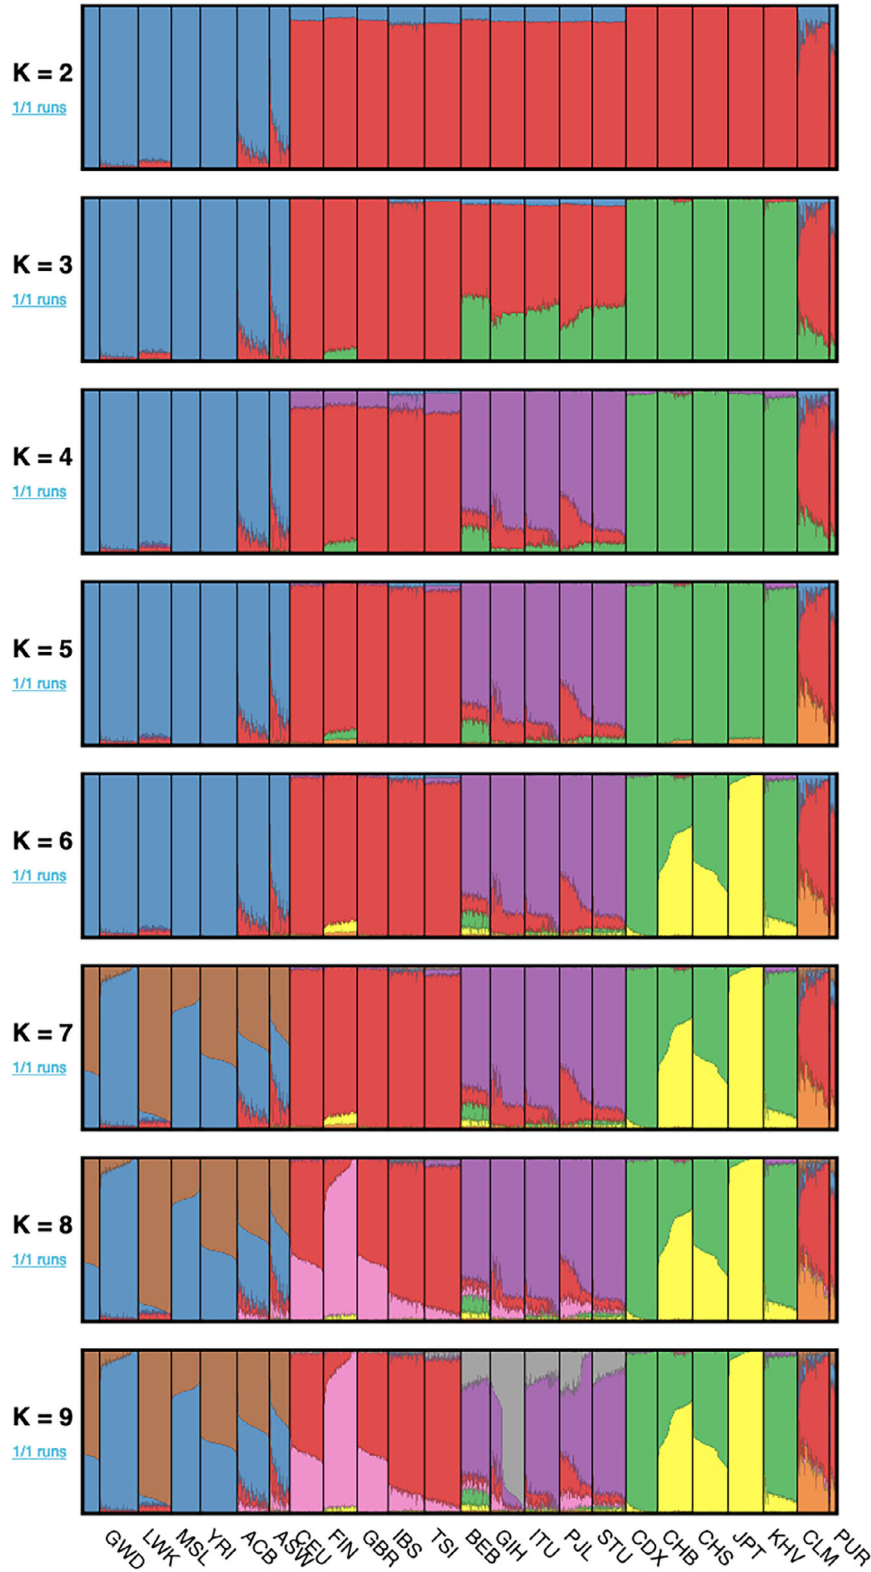 K = 2
1/1 runs
K = 3
1/1 runs
K = 4
1/1 runs
K = 5
1/1 runs
K = 6
1/1 runs
K = 7
1/1 runs
K = 8
1/1 runs
K = 9
1/1 runs
GWD LWK MSL YRI ACB ASW CEU FIN GBR IBS TSI BEB GIH ITU PJL STU CDX CHB CHS JPT KHV CLM PUR